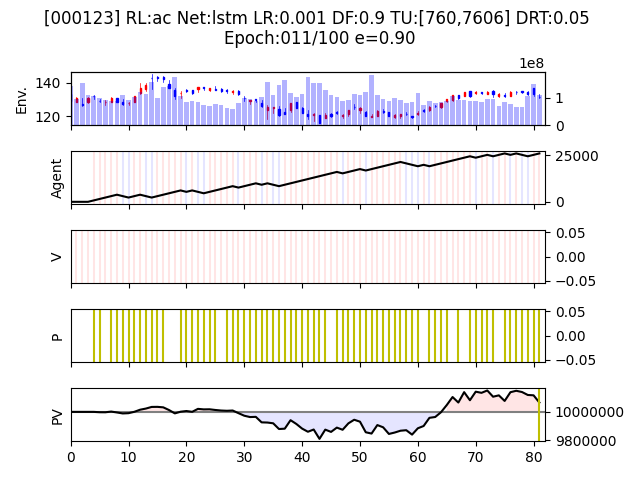 [000123] RL:ac Net:lstm LR:0.001 DF:0.9 TU:[760,7606] DRT:0.05
Epoch:011/100 e=0.90
1e8
Env.
140
120
1
0
Agent
25000
0
V
0.05
0.00
−0.05
P
0.05
0.00
−0.05
PV
10000000
9800000
0 10 20 30 40 50 60 70 80